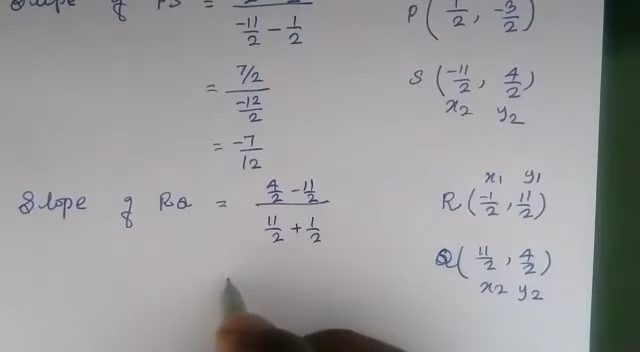 Slope of PS =
-11/2 - 1/2
P(1/2, -3/2)
= 7/2 / -12/2
S(-11/2, 4/2)
x2 y2
= -7/12
x1 y1
Slope of RQ = 4/2 - 11/2 / 11/2 + 1/2
R(-1/2, 11/2)
Q(11/2, 4/2)
x2 y2